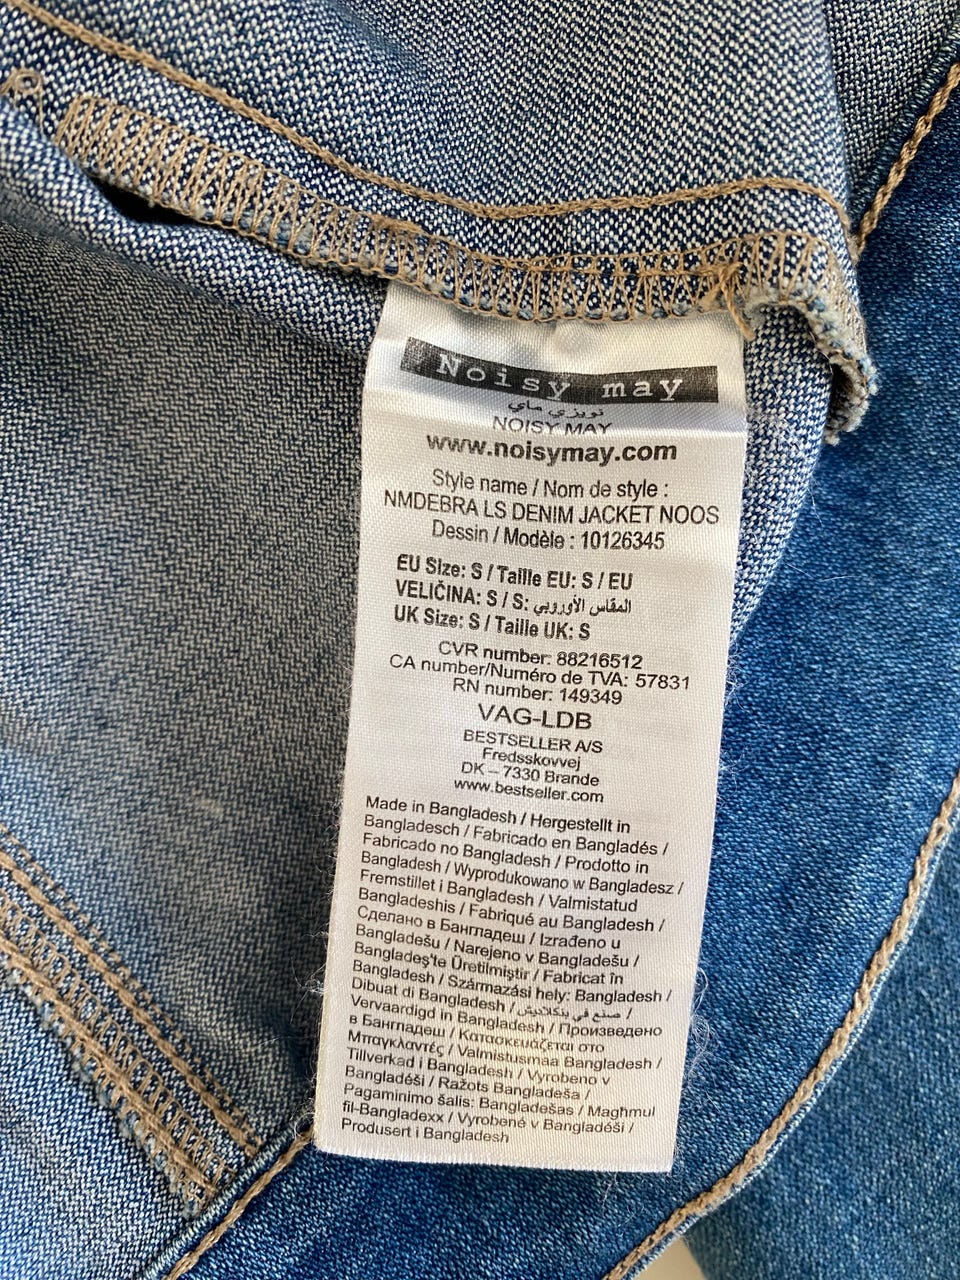 Noisy may
نويزي ماي
NOISY MAY
www.noisymay.com
Style name / Nom de style :
NMDEBRA LS DENIM JACKET NOOS
Dessin / Modèle : 10126345
EU Size: S / Taille EU: S / EU
VELIČINA: S / S: المقاس الأوروبي
UK Size: S / Taille UK: S
CVR number: 88216512
CA number/Numéro de TVA: 57831
RN number: 149349
VAG-LDB
BESTSELLER A/S
Fredsskovvej
DK – 7330 Brande
www.bestseller.com
Made in Bangladesh / Hergestellt in
Bangladesch / Fabricado en Bangladés /
Fabricado no Bangladesh / Prodotto in
Bangladesh / Wyprodukowano w Bangladesz /
Fremstillet i Bangladesh / Valmistatud
Bangladeshis / Fabriqué au Bangladesh /
Сделано в Бангладеш / Izrađeno u
Bangladešu / Narejeno v Bangladešu /
Bangladeş'te Üretilmiştir / Fabricat în
Bangladesh / Származási hely: Bangladesh /
Dibuat di Bangladesh / صنع في بنكلاديش /
Vervaardigd in Bangladesh / Произведено
в Бангладеш / Κατασκευάζεται στο
Μπαγκλαντές / Valmistusmaa Bangladesh /
Tillverkad i Bangladesh / Vyrobeno v
Bangladéši / Ražots Bangladeša /
Pagaminimo šalis: Bangladešas / Magħmul
fil-Bangladexx / Vyrobené v Bangladéši /
Produsert i Bangladesh